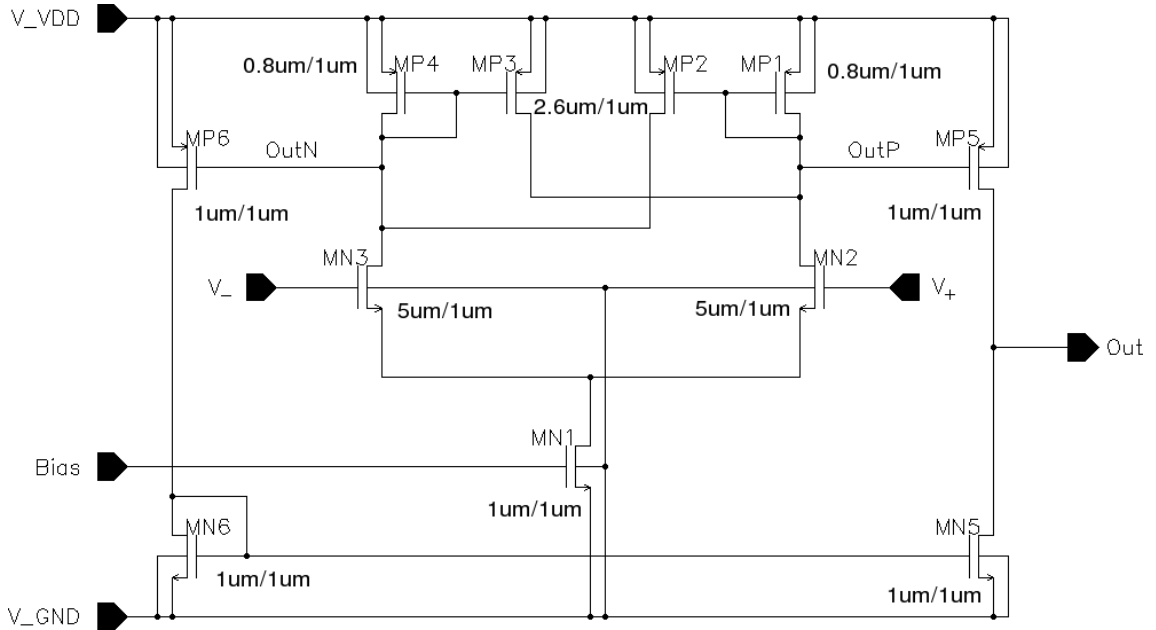 V_VDD
MP4
MP3
MP2
MP1
0.8um/1um
0.8um/1um
2.6um/1um
MP6
OutN
OutP
MP5
1um/1um
1um/1um
MN3
MN2
V_
V+
5um/1um
5um/1um
Out
MN1
Bias
1um/1um
MN6
MN5
1um/1um
1um/1um
V_GND